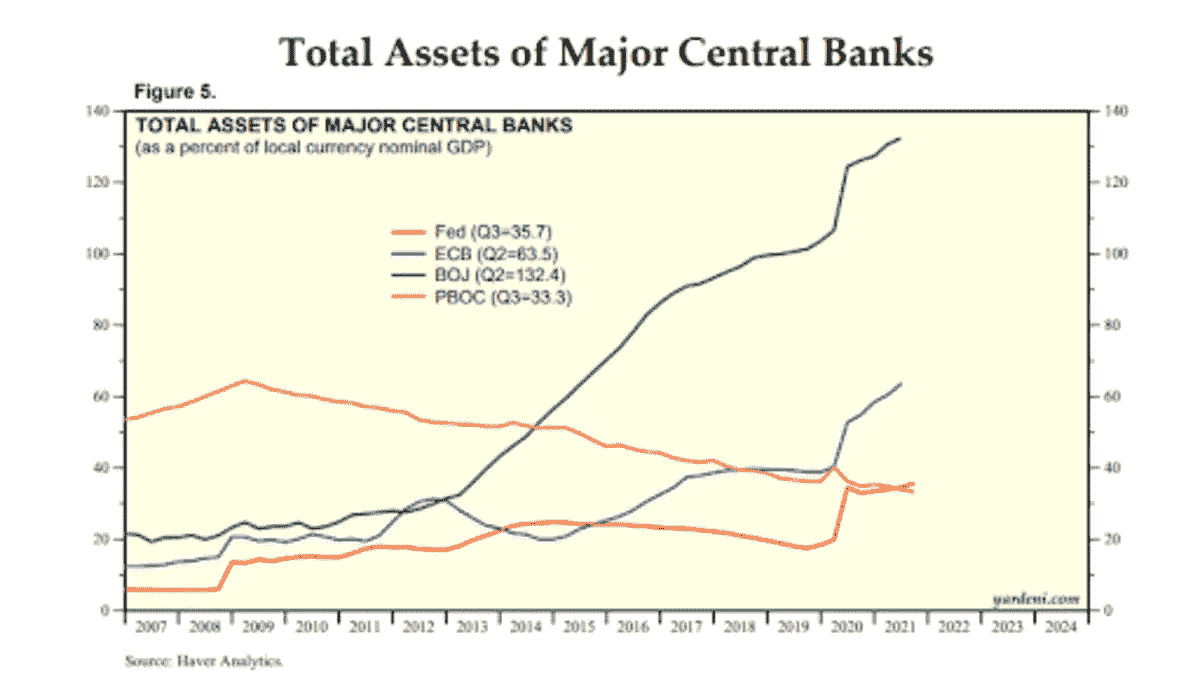 Total Assets of Major Central Banks
Figure 5.
TOTAL ASSETS OF MAJOR CENTRAL BANKS
(as a percent of local currency nominal GDP)
140 140
120 120
Fed (Q3=35.7)
ECB (Q2=63.5)
100 100
BOJ (Q2=132.4)
PBOC (Q3=33.3)
80 80
60 60
40 40
20 20
yardeni.com
0 0
2007 2008 2009 2010 2011 2012 2013 2014 2015 2016 2017 2018 2019 2020 2021 2022 2023 2024
Source: Haver Analytics.